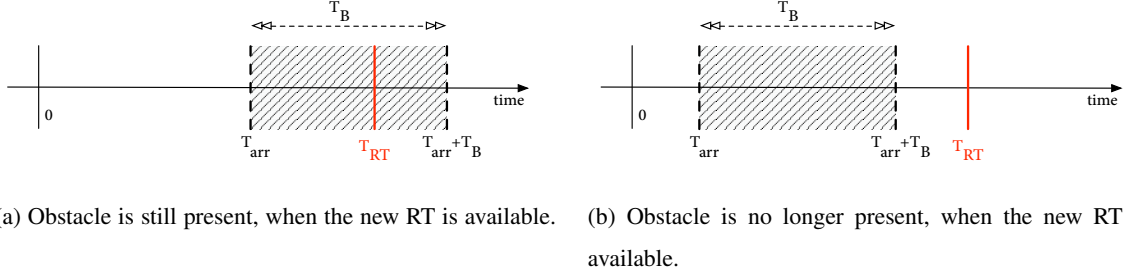 T_B
0
time
T_arr
T_RT
T_arr+T_B
T_B
0
time
T_arr
T_arr+T_B
T_RT
(a) Obstacle is still present, when the new RT is available.
(b) Obstacle is no longer present, when the new RT
available.